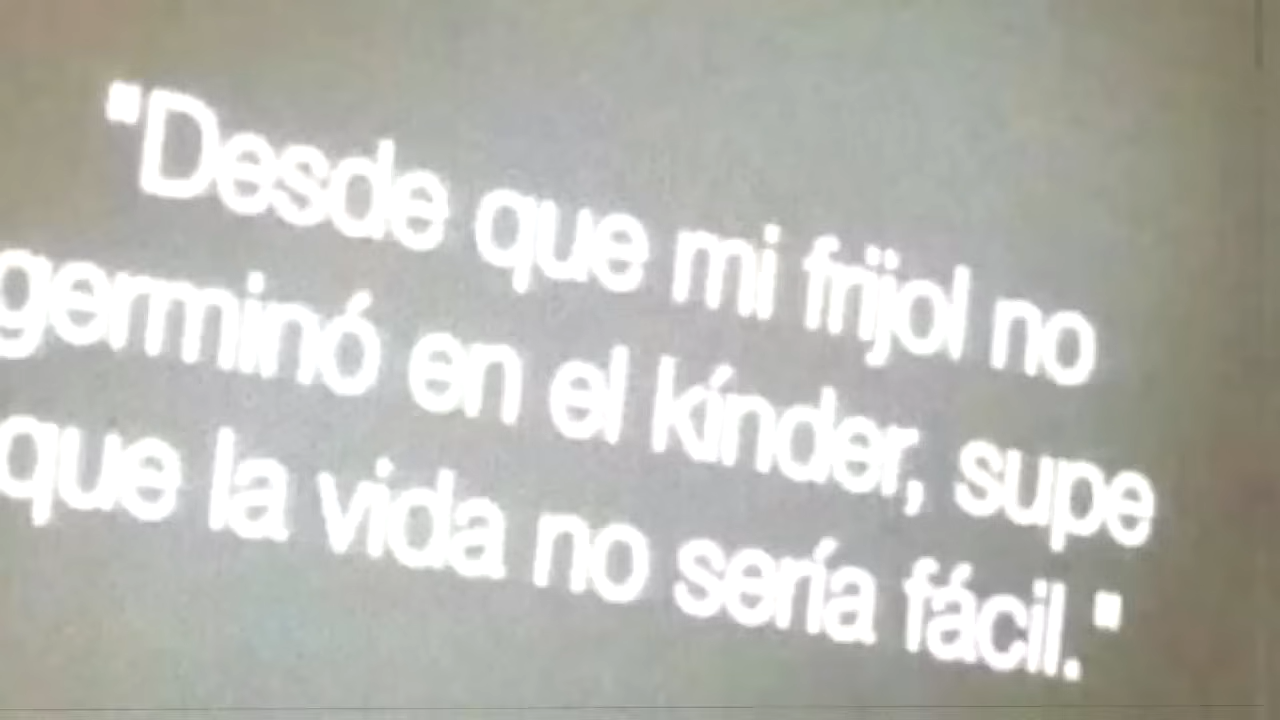 "Desde que mi frijol no
germinó en el kínder, supe
que la vida no sería fácil."